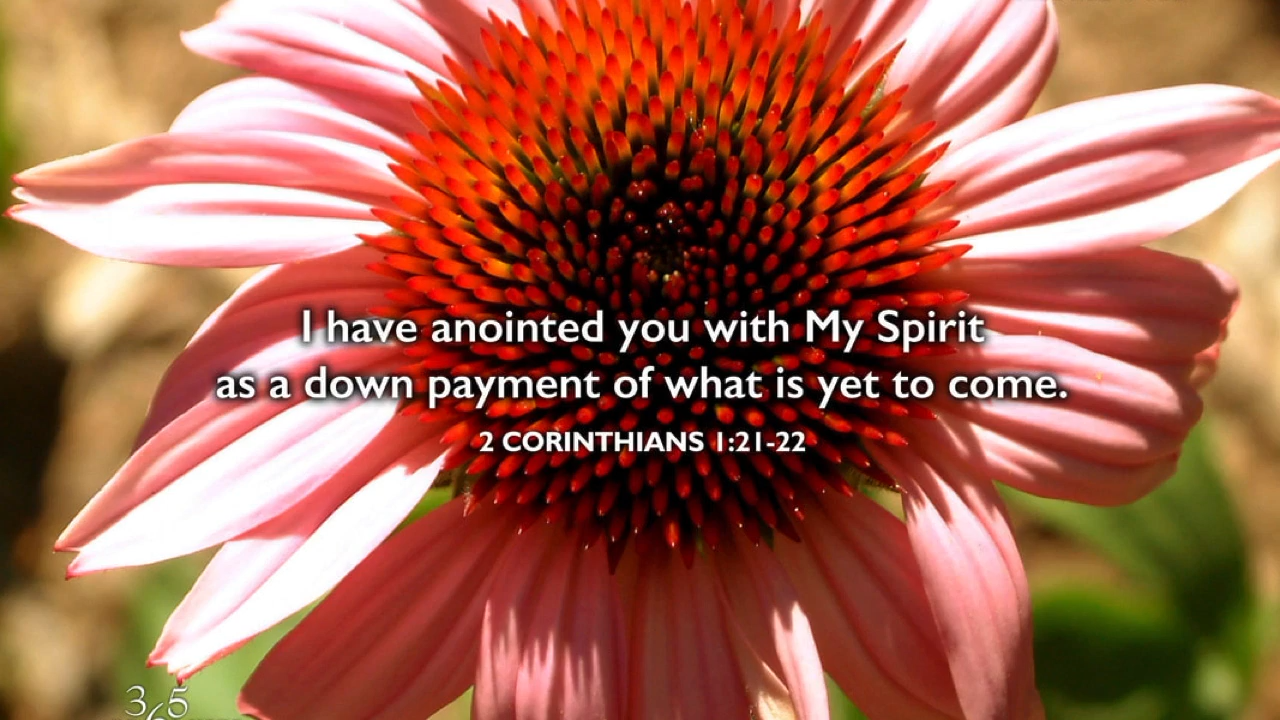 I have anointed you with My Spirit
as a down payment of what is yet to come.
2 CORINTHIANS 1:21-22
365